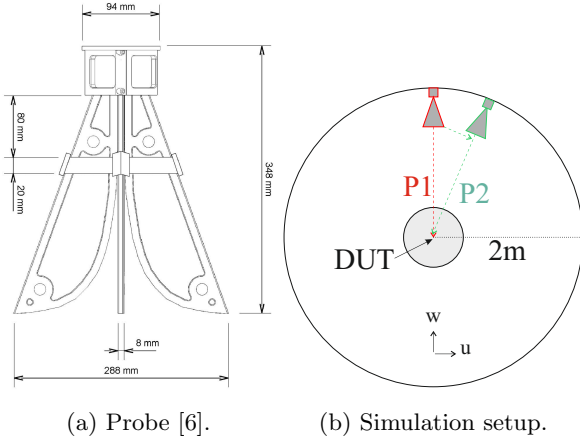 94 mm
80 mm
20 mm
348 mm
8 mm
288 mm
(a) Probe [6].
P1
P2
DUT
2m
w
u
(b) Simulation setup.